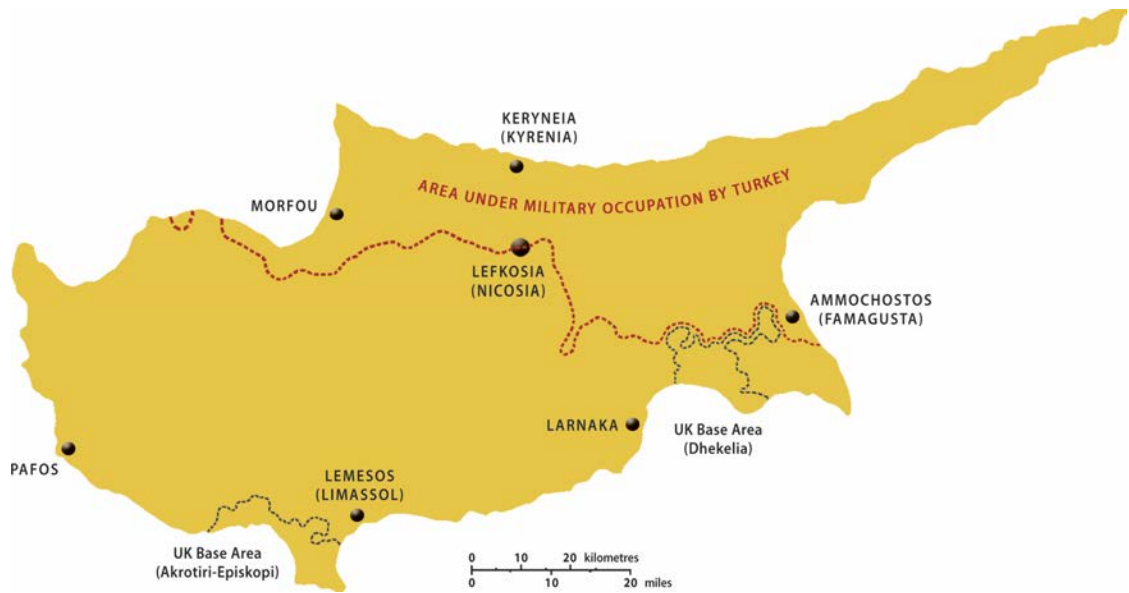 KERYNEIA
(KYRENIA)
AREA UNDER MILITARY OCCUPATION BY TURKEY
MORFOU
LEFKOSIA
(NICOSIA)
AMMOCHOSTOS
(FAMAGUSTA)
LARNAKA
UK Base Area
(Dhekelia)
PAFOS
LEMESOS
(LIMASSOL)
UK Base Area
(Akrotiri-Episkopi)
0 10 20 kilometres
0 10 20 miles